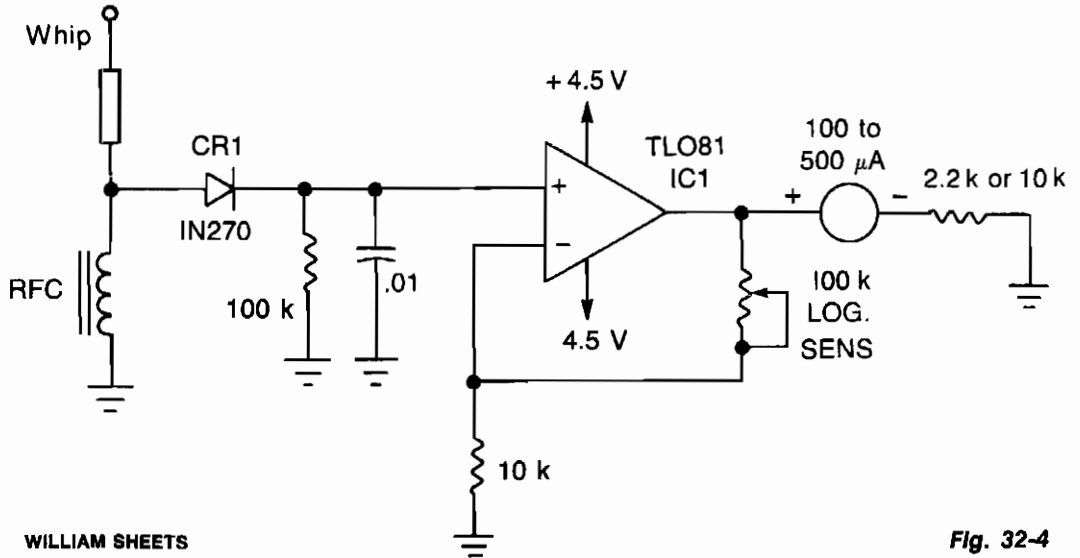 Whip
+ 4.5 V
CR1
TLO81
IC1
100 to
500 μA
2.2 k or 10 k
+
+
−
−
IN270
RFC
100 k
.01
4.5 V
100 k
LOG.
SENS
10 k
WILLIAM SHEETS
Fig. 32-4